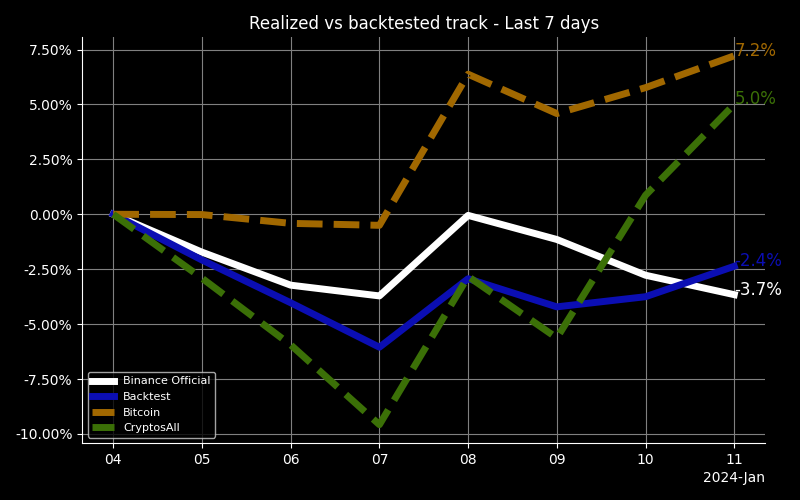 Realized vs backtested track - Last 7 days
7.50%
5.00%
2.50%
0.00%
-2.50%
-5.00%
-7.50%
-10.00%
7.2%
5.0%
-2.4%
-3.7%
Binance Official
Backtest
Bitcoin
CryptosAll
04 05 06 07 08 09 10 11
2024-Jan